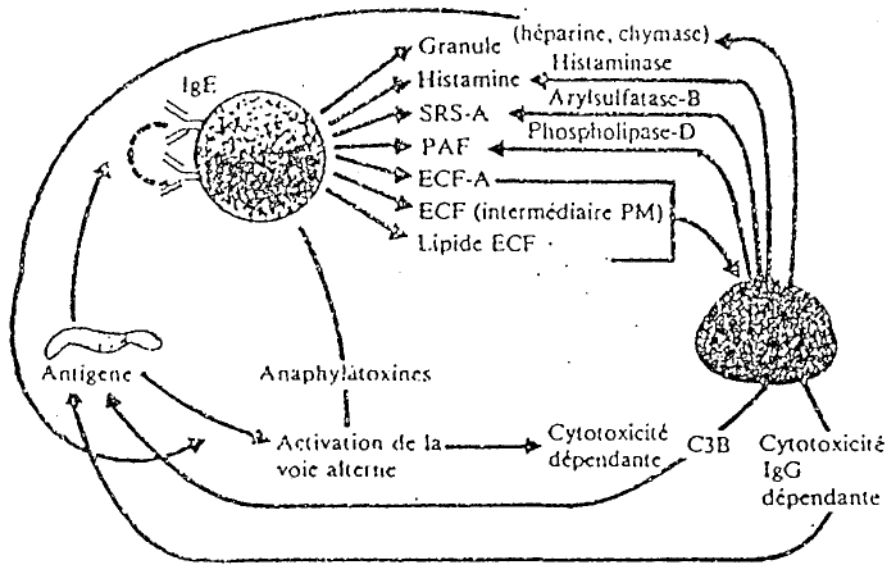 Granule (héparine, chymase)
IgE
Histaminase
Histamine
Arylsulfatase-B
SRS-A
Phospholipase-D
PAF
ECF-A
ECF (intermédiaire PM)
Lipide ECF
Antigène
Anaphylatoxines
Activation de la
voie alterne
Cytotoxicité
dépendante
C3B
Cytotoxicité
IgG
dépendante